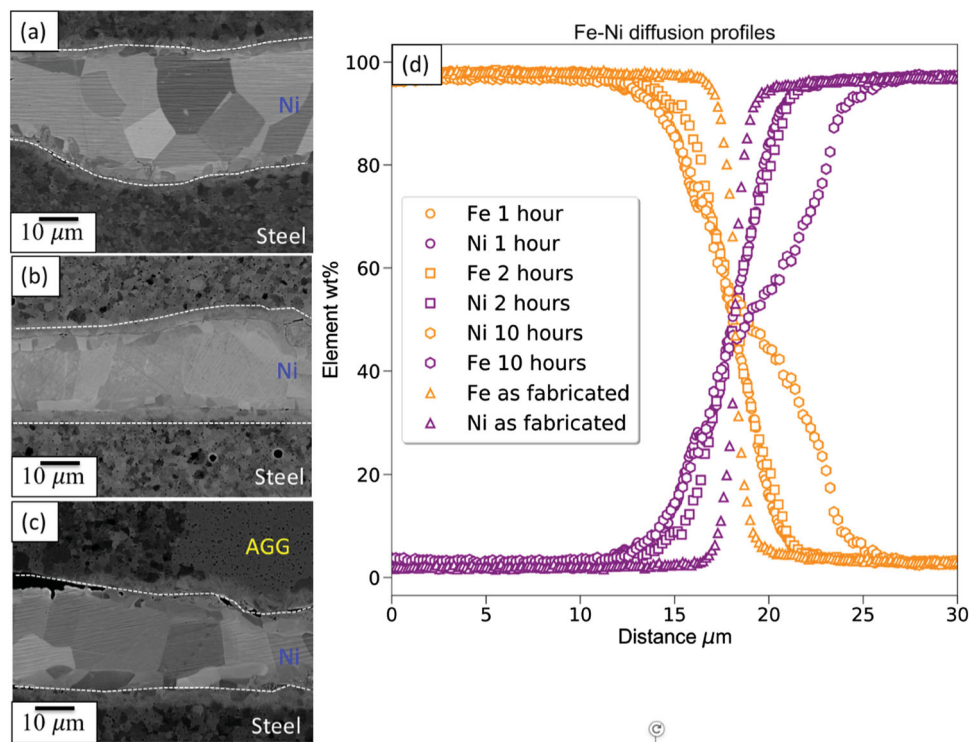 (a)
Ni
10 μm
Steel
(b)
Ni
10 μm
Steel
(c)
AGG
Ni
10 μm
Steel
Fe-Ni diffusion profiles
(d)
Element wt%
100
80
60
40
20
0
Fe 1 hour
Ni 1 hour
Fe 2 hours
Ni 2 hours
Ni 10 hours
Fe 10 hours
Fe as fabricated
Ni as fabricated
0 5 10 15 20 25 30
Distance μm